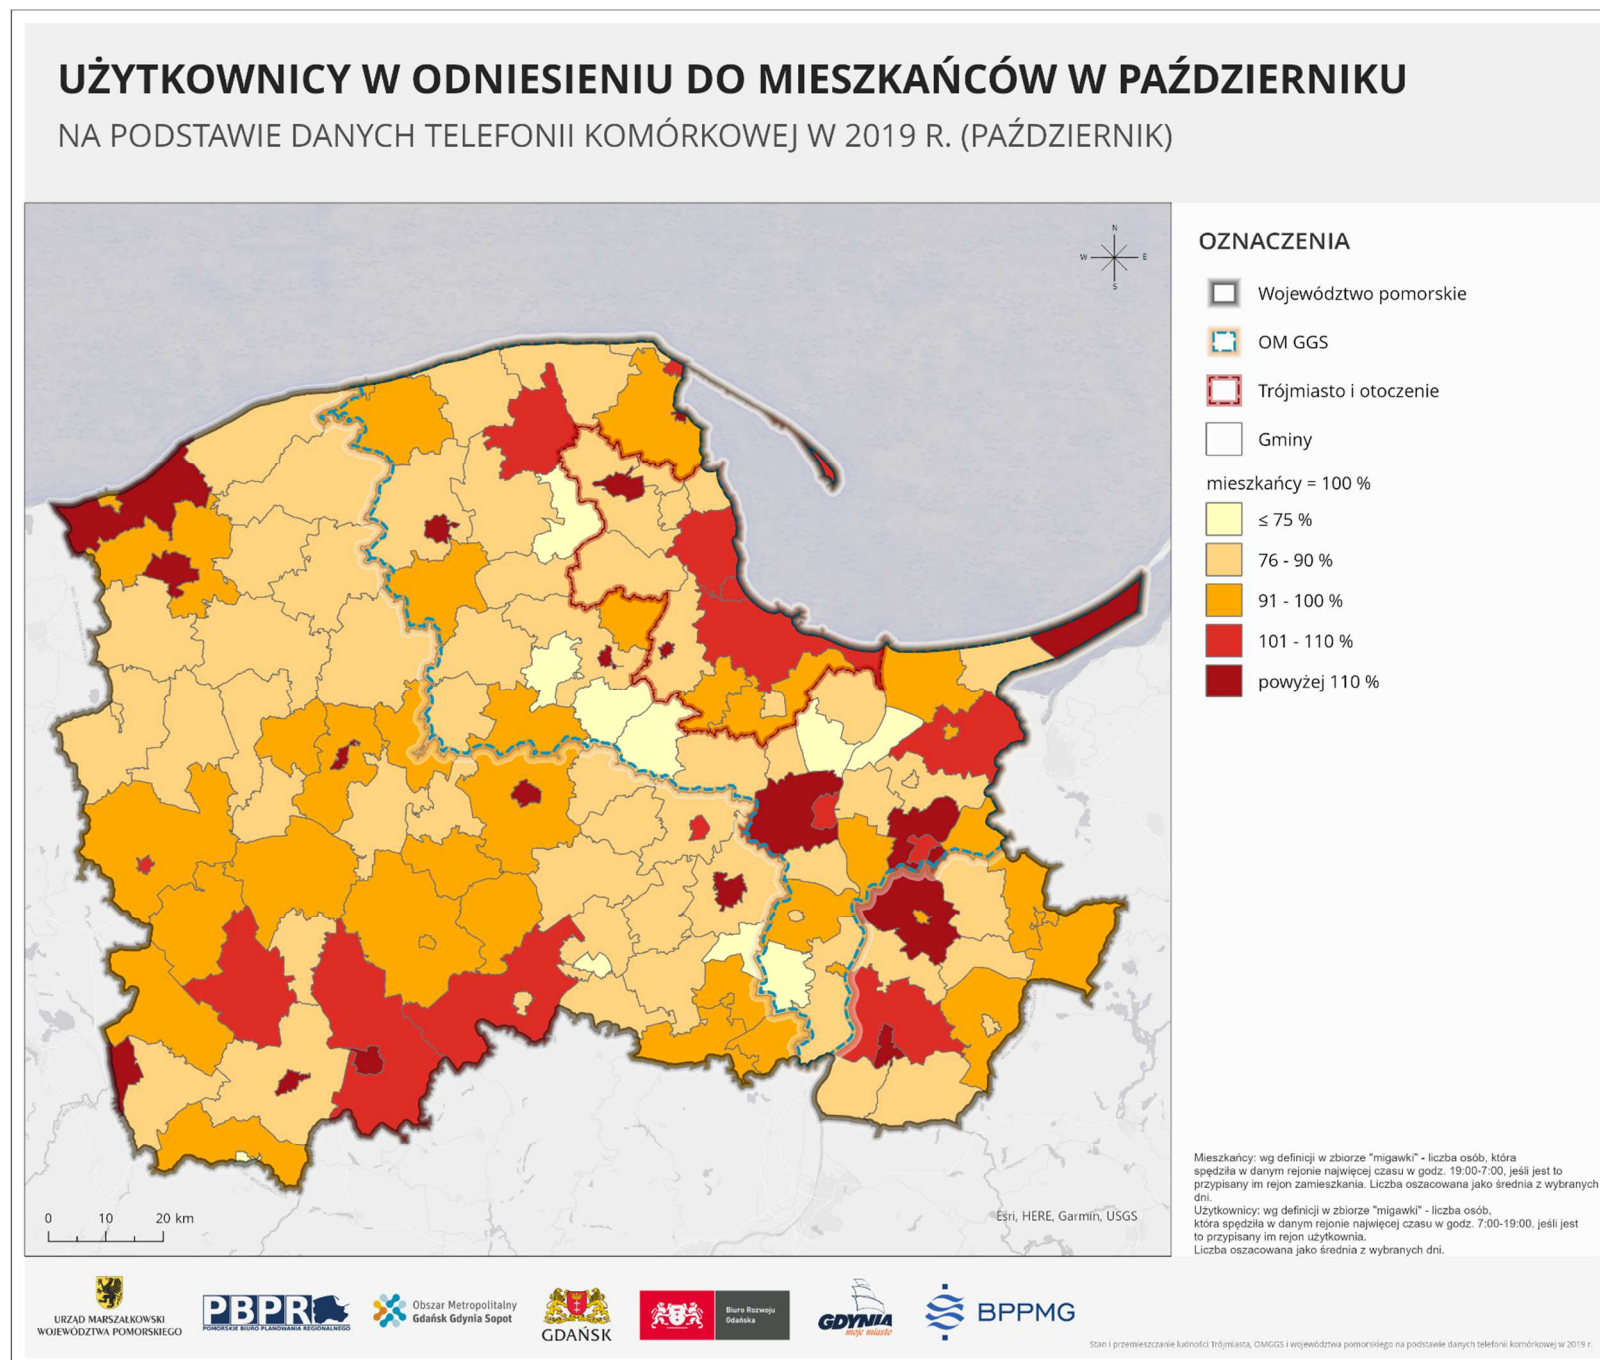 UŻYTKOWNICY W ODNIESIENIU DO MIESZKAŃCÓW W PAŹDZIERNIKU
NA PODSTAWIE DANYCH TELEFONII KOMÓRKOWEJ W 2019 R. (PAŹDZIERNIK)
N
W E
S
OZNACZENIA
Województwo pomorskie
OM GGS
Trójmiasto i otoczenie
Gminy
mieszkańcy = 100 %
≤ 75 %
76 - 90 %
91 - 100 %
101 - 110 %
powyżej 110 %
Mieszkańcy: wg definicji w zbiorze "migawki" - liczba osób, która
spędziła w danym rejonie najwięcej czasu w godz. 19:00-7:00, jeśli jest to
przypisany im rejon zamieszkania. Liczba oszacowana jako średnia z wybranych
dni.
Użytkownicy: wg definicji w zbiorze "migawki" - liczba osób,
która spędziła w danym rejonie najwięcej czasu w godz. 7:00-19:00, jeśli jest
to przypisany im rejon użytkownia.
Liczba oszacowana jako średnia z wybranych dni.
0 10 20 km
Esri, HERE, Garmin, USGS
URZĄD MARSZAŁKOWSKI
WOJEWÓDZTWA POMORSKIEGO
PBPR
POMORSKIE BIURO PLANOWANIA REGIONALNEGO
Obszar Metropolitalny
Gdańsk Gdynia Sopot
GDAŃSK
Biuro Rozwoju
Gdańska
GDYNIA
moje miasto
BPPMG
Stan i przemieszczanie ludności Trójmiasta, OMGGS i województwa pomorskiego na podstawie danych telefonii komórkowej w 2019 r.